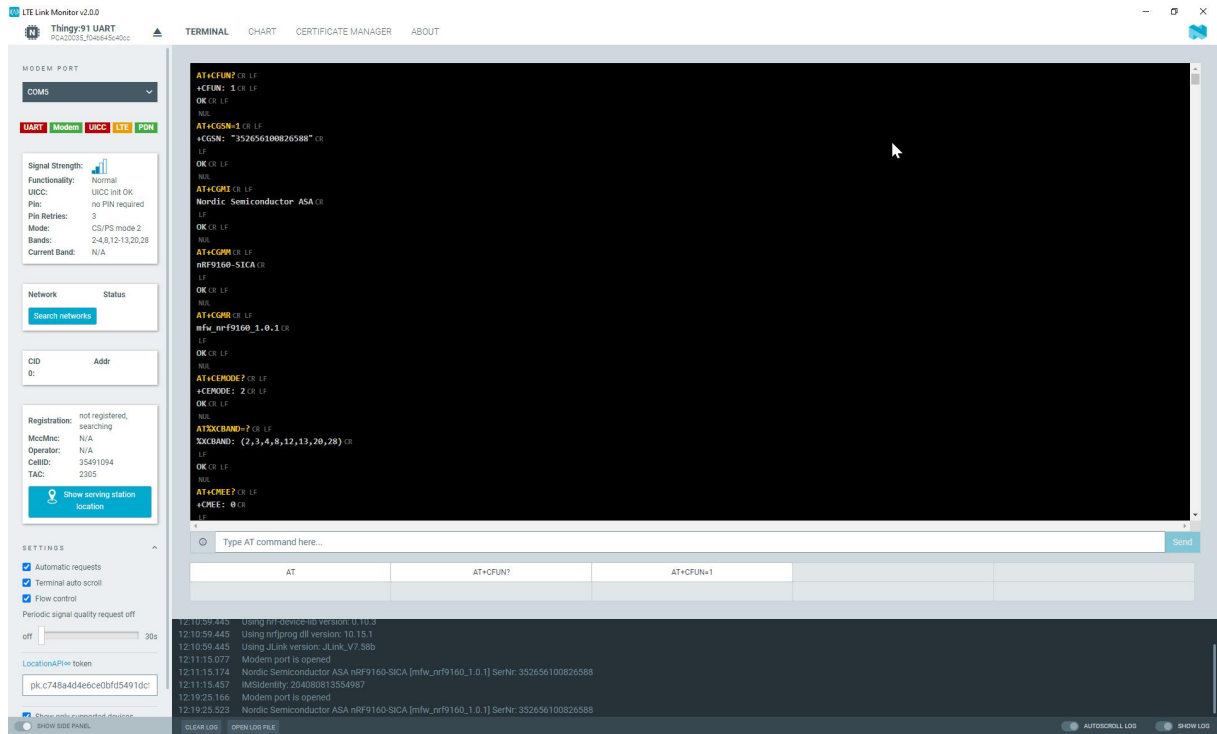 LTE Link Monitor v2.0.0
Thingy:91 UART
PCA20035_f04b645c40cc
TERMINAL CHART CERTIFICATE MANAGER ABOUT
MODEM PORT
COM5
UART Modem UICC LTE PDN
Signal Strength:
Functionality: Normal
UICC: UICC init OK
Pin: no PIN required
Pin Retries: 3
Mode: CS/PS mode 2
Bands: 2-4,8,12-13,20,28
Current Band: N/A
Network Status
Search networks
CID Addr
0:
Registration: not registered, searching
MccMnc: N/A
Operator: N/A
CellID: 35491094
TAC: 2305
Show serving station location
SETTINGS
Automatic requests
Terminal auto scroll
Flow control
Periodic signal quality request off
off 30s
LocationAPI token
pk.c748a4d4e6ce0bfd5491dc
Show only supported devices
SHOW SIDE PANEL
AT+CFUN? CR LF
+CFUN: 1 CR LF
OK CR LF
NUL
AT+CGSN=1 CR LF
+CGSN: "352656100826588" CR
LF
OK CR LF
NUL
AT+CGMI CR LF
Nordic Semiconductor ASA CR
LF
OK CR LF
NUL
AT+CGMM CR LF
nRF9160-SICA CR
LF
OK CR LF
NUL
AT+CGMR CR LF
mfw_nrf9160_1.0.1 CR
LF
OK CR LF
NUL
AT+CEMODE? CR LF
+CEMODE: 2 CR LF
OK CR LF
NUL
AT%XCBAND=? CR LF
%XCBAND: (2,3,4,8,12,13,20,28) CR
LF
OK CR LF
NUL
AT+CMEE? CR LF
+CMEE: 0 CR
LF
Type AT command here...
Send
AT AT+CFUN? AT+CFUN=1
12:10:59.445 Using nrf-device-lib version: 0.10.3
12:10:59.445 Using nrfjprog dll version: 10.15.1
12:10:59.445 Using JLink version: JLink_V7.58b
12:11:15.077 Modem port is opened
12:11:15.174 Nordic Semiconductor ASA nRF9160-SICA [mfw_nrf9160_1.0.1] SerNr: 352656100826588
12:11:15.457 IMSIdentity: 204080813554987
12:19:25.166 Modem port is opened
12:19:25.523 Nordic Semiconductor ASA nRF9160-SICA [mfw_nrf9160_1.0.1] SerNr: 352656100826588
CLEAR LOG OPEN LOG FILE
AUTOSCROLL LOG SHOW LOG